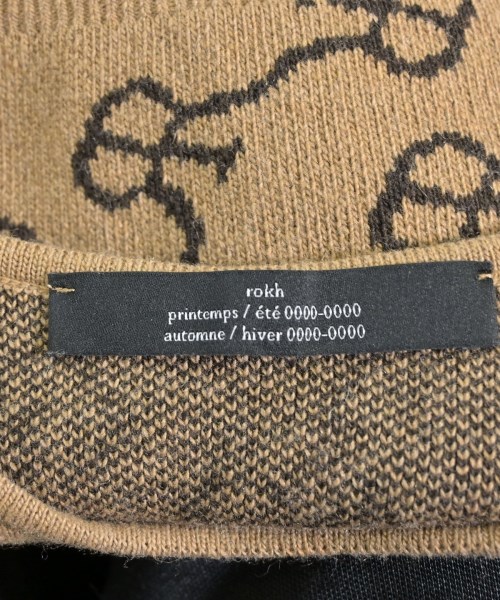 rokh
printemps / été 0000-0000
automne / hiver 0000-0000